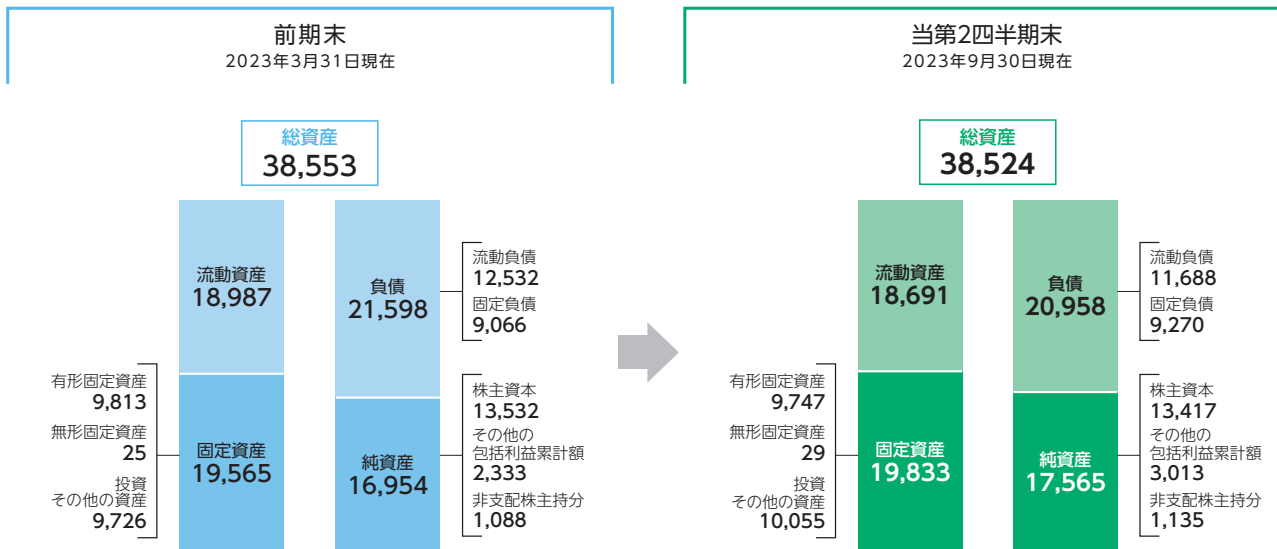 前期末
2023年3月31日現在
総資産
38,553
流動資産
18,987
固定資産
19,565
有形固定資産
9,813
無形固定資産
25
投資
その他の資産
9,726
負債
21,598
純資産
16,954
流動負債
12,532
固定負債
9,066
株主資本
13,532
その他の
包括利益累計額
2,333
非支配株主持分
1,088
当第2四半期末
2023年9月30日現在
総資産
38,524
流動資産
18,691
固定資産
19,833
有形固定資産
9,747
無形固定資産
29
投資
その他の資産
10,055
負債
20,958
純資産
17,565
流動負債
11,688
固定負債
9,270
株主資本
13,417
その他の
包括利益累計額
3,013
非支配株主持分
1,135